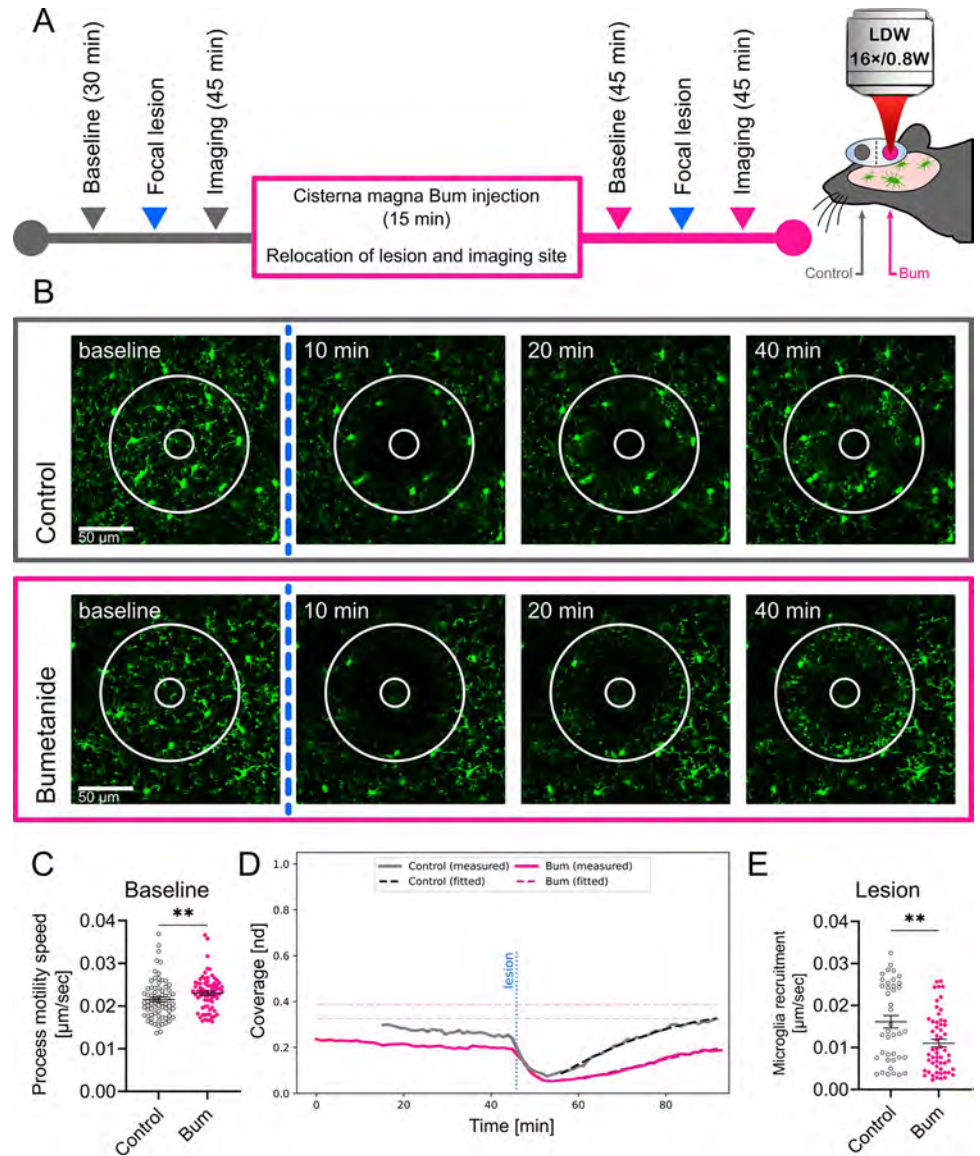 A
Baseline (30 min)
Focal lesion
Imaging (45 min)
Cisterna magna Bum injection
(15 min)
Relocation of lesion and imaging site
Baseline (45 min)
Focal lesion
Imaging (45 min)
LDW
16×/0.8W
Control
Bum
B
Control
baseline
50 µm
10 min
20 min
40 min
Bumetanide
baseline
50 µm
10 min
20 min
40 min
C
Baseline
**
Process motility speed
[µm/sec]
0.04
0.03
0.02
0.01
0.00
Control
Bum
D
Control (measured)
Control (fitted)
Bum (measured)
Bum (fitted)
lesion
Coverage [nd]
1.0
0.8
0.6
0.4
0.2
0.0
0
20
40
60
80
Time [min]
E
Lesion
**
Microglia recruitment
[µm/sec]
0.04
0.03
0.02
0.01
0.00
Control
Bum